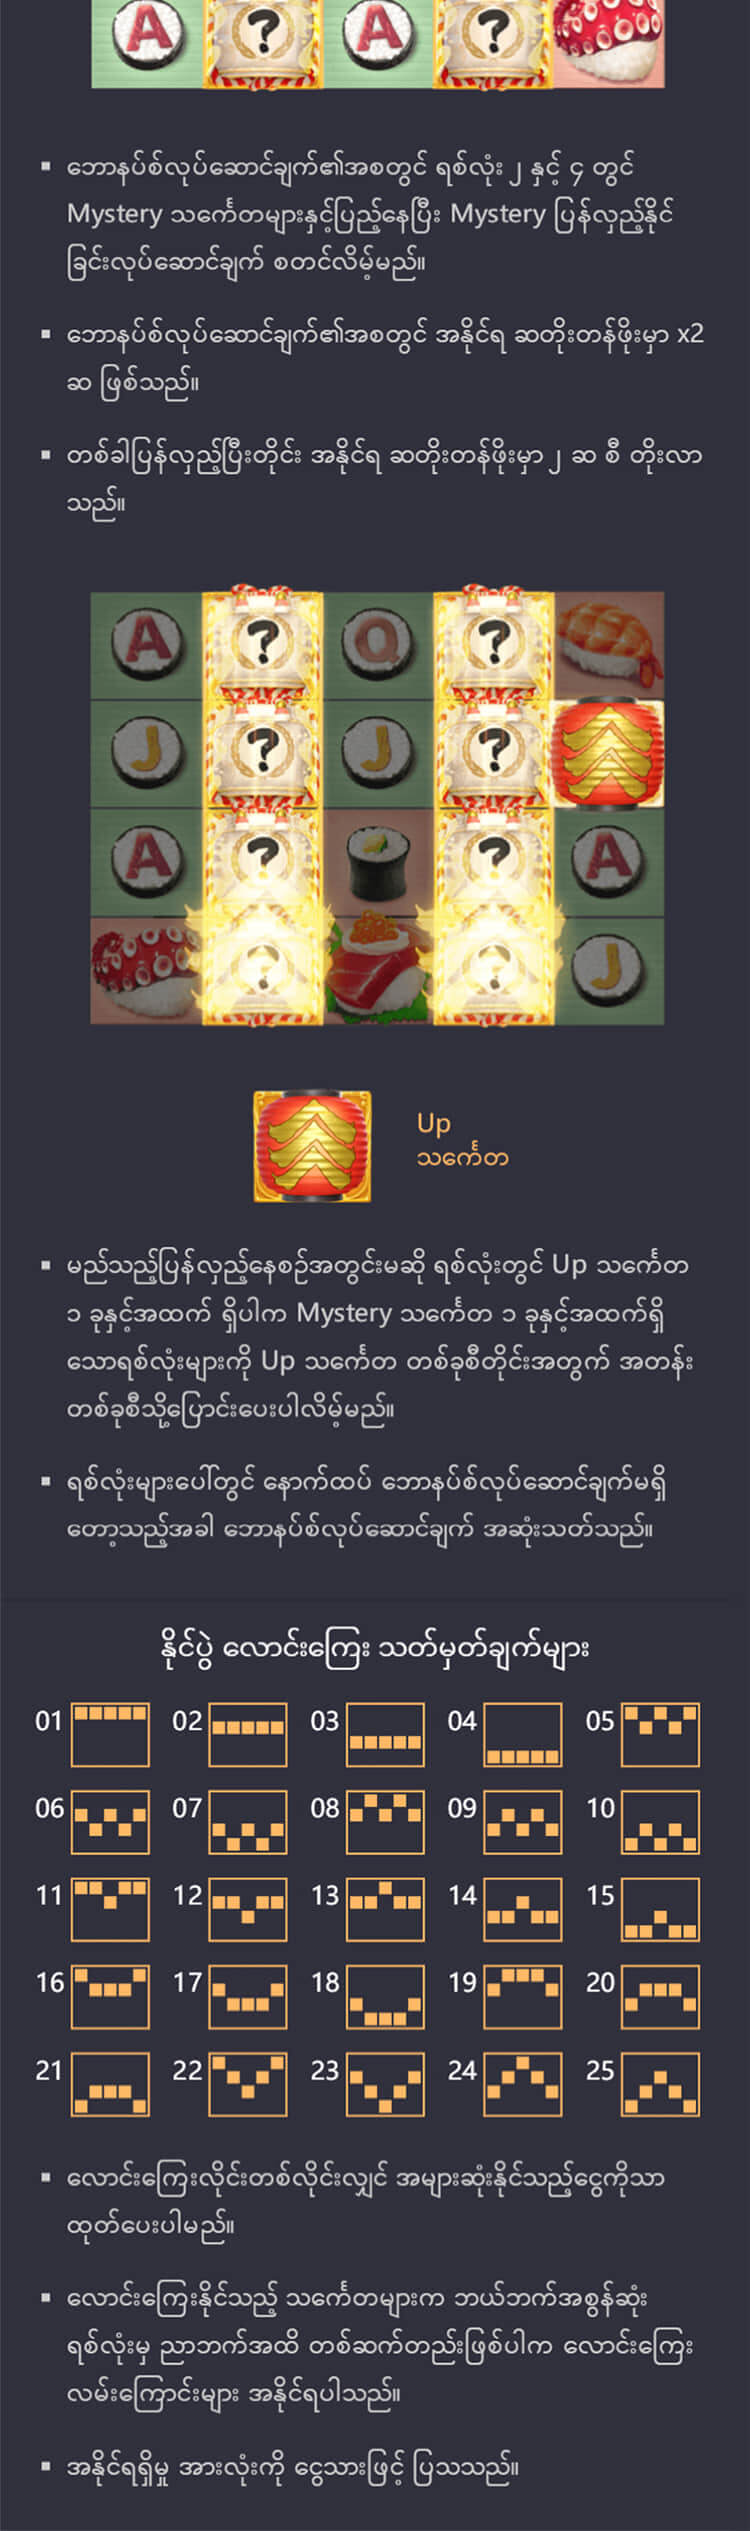 A ? A ?
ဘောနပ်စ်လုပ်ဆောင်ချက်၏အစတွင် ရစ်လုံး ၂ နှင့် ၄ တွင်
Mystery သင်္ကေတများနှင့်ပြည့်နေပြီး Mystery ပြန်လှည့်နိုင်
ခြင်းလုပ်ဆောင်ချက် စတင်လိမ့်မည်။
ဘောနပ်စ်လုပ်ဆောင်ချက်၏အစတွင် အနိုင်ရ ဆတိုးတန်ဖိုးမှာ x2
ဆ ဖြစ်သည်။
တစ်ခါပြန်လှည့်ပြီးတိုင်း အနိုင်ရ ဆတိုးတန်ဖိုးမှာ ၂ ဆ စီ တိုးလာ
သည်။
A ? Q ?
J ? J ?
A ? ? A
? ? J
Up
သင်္ကေတ
မည်သည့်ပြန်လှည့်နေစဉ်အတွင်းမဆို ရစ်လုံးတွင် Up သင်္ကေတ
၁ ခုနှင့်အထက် ရှိပါက Mystery သင်္ကေတ ၁ ခုနှင့်အထက်ရှိ
သောရစ်လုံးများကို Up သင်္ကေတ တစ်ခုစီတိုင်းအတွက် အတန်း
တစ်ခုစီသို့ပြောင်းပေးပါလိမ့်မည်။
ရစ်လုံးများပေါ်တွင် နောက်ထပ် ဘောနပ်စ်လုပ်ဆောင်ချက်မရှိ
တော့သည့်အခါ ဘောနပ်စ်လုပ်ဆောင်ချက် အဆုံးသတ်သည်။
နိုင်ပွဲ လောင်းကြေး သတ်မှတ်ချက်များ
01 02 03 04 05
06 07 08 09 10
11 12 13 14 15
16 17 18 19 20
21 22 23 24 25
လောင်းကြေးလိုင်းတစ်လိုင်းလျှင် အများဆုံးနိုင်သည့်ငွေကိုသာ
ထုတ်ပေးပါမည်။
လောင်းကြေးနိုင်သည့် သင်္ကေတများက ဘယ်ဘက်အစွန်ဆုံး
ရစ်လုံးမှ ညာဘက်အထိ တစ်ဆက်တည်းဖြစ်ပါက လောင်းကြေး
လမ်းကြောင်းများ အနိုင်ရပါသည်။
အနိုင်ရရှိမှု အားလုံးကို ငွေသားဖြင့် ပြသသည်။